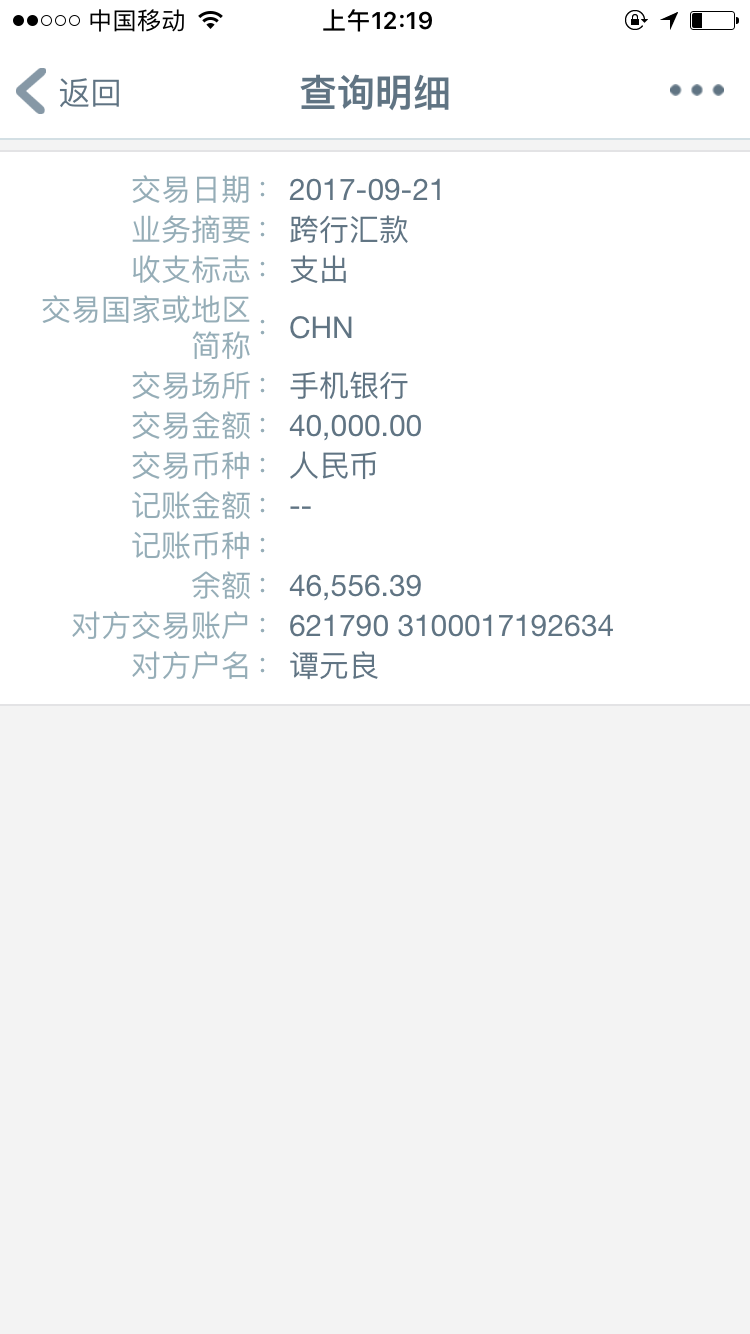 中国移动 上午12:19
返回 查询明细
交易日期： 2017-09-21
业务摘要： 跨行汇款
收支标志： 支出
交易国家或地区
简称： CHN
交易场所： 手机银行
交易金额： 40,000.00
交易币种： 人民币
记账金额： --
记账币种：
余额： 46,556.39
对方交易账户： 621790 3100017192634
对方户名： 谭元良